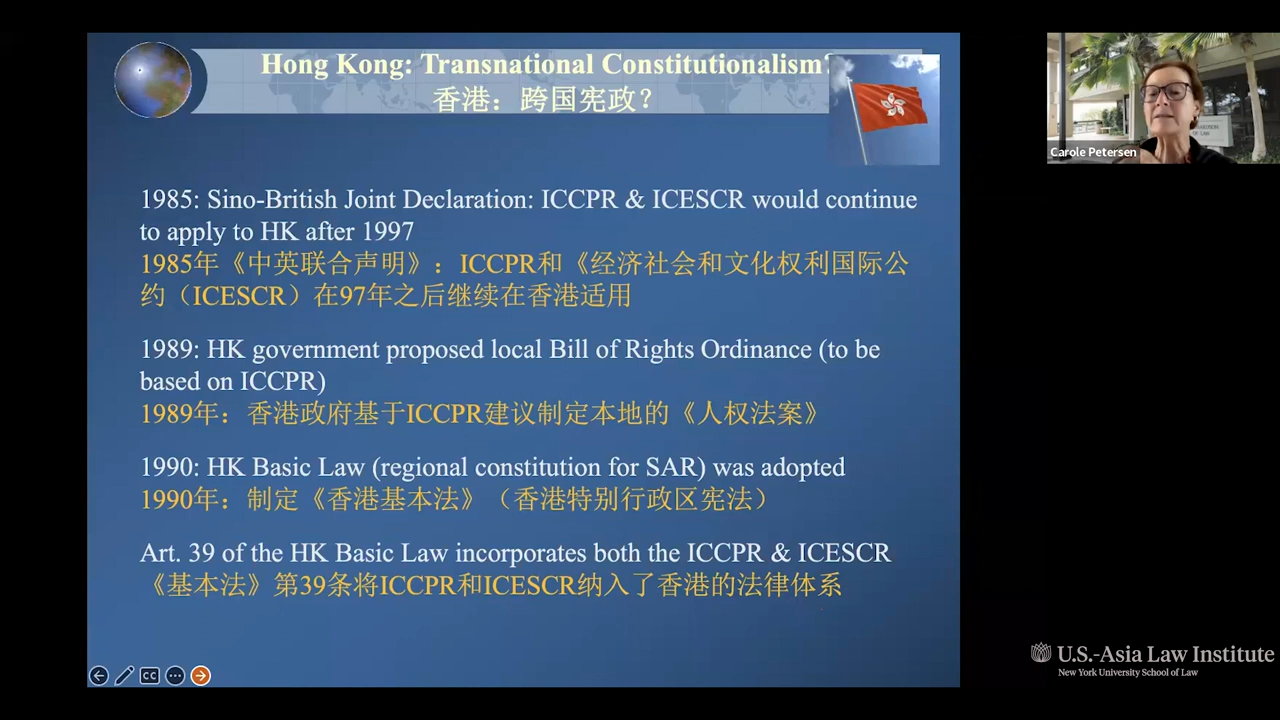 Hong Kong: Transnational Constitutionalism?
香港：跨国宪政？
1985: Sino-British Joint Declaration: ICCPR & ICESCR would continue
to apply to HK after 1997
1985年《中英联合声明》：ICCPR和《经济社会和文化权利国际公
约（ICESCR）在97年之后继续在香港适用
1989: HK government proposed local Bill of Rights Ordinance (to be
based on ICCPR)
1989年：香港政府基于ICCPR建议制定本地的《人权法案》
1990: HK Basic Law (regional constitution for SAR) was adopted
1990年：制定《香港基本法》（香港特别行政区宪法）
Art. 39 of the HK Basic Law incorporates both the ICCPR & ICESCR
《基本法》第39条将ICCPR和ICESCR纳入了香港的法律体系
CC
Carole Petersen
U.S.-Asia Law Institute
New York University School of Law